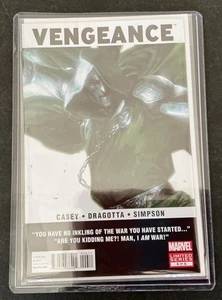 VENGEANCE
CASEY • DRAGOTTA • SIMPSON
"YOU HAVE NO INKLING OF THE WAR YOU HAVE STARTED..."
"ARE YOU KIDDING ME?! MAN, I AM WAR!"
MARVEL
LIMITED
SERIES